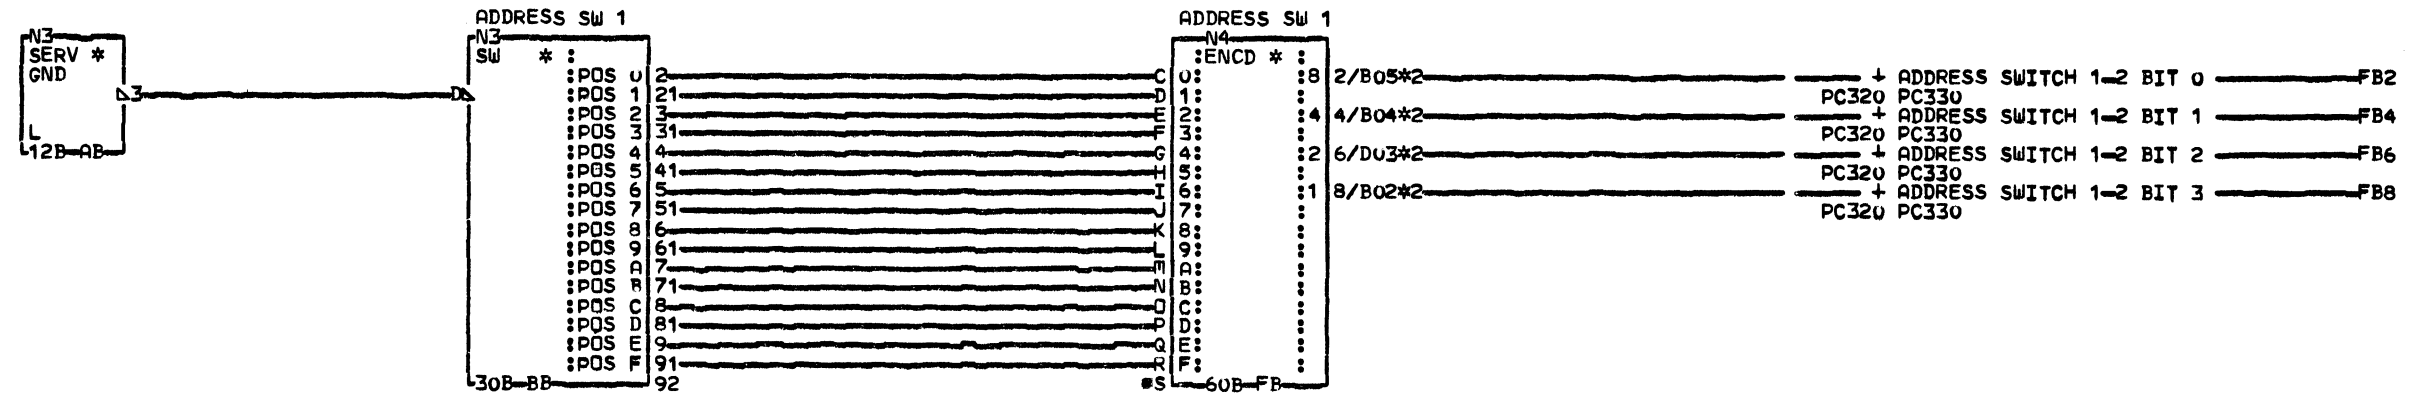 ADDRESS SW 1 ADDRESS SW 1
N3 N3 N4
SERV * SW * : : ENCD * :
GND : POS 0 2 C 0: :8 2/B05*2 + ADDRESS SWITCH 1-2 BIT 0 FB2
3 D : POS 1 21 D 1: : PC320 PC330
: POS 2 3 E 2: :4 4/B04*2 + ADDRESS SWITCH 1-2 BIT 1 FB4
L : POS 3 31 F 3: : PC320 PC330
12B-AB : POS 4 4 G 4: :2 6/D03*2 + ADDRESS SWITCH 1-2 BIT 2 FB6
: POS 5 41 H 5: : PC320 PC330
: POS 6 5 I 6: :1 8/B02*2 + ADDRESS SWITCH 1-2 BIT 3 FB8
: POS 7 51 J 7: : PC320 PC330
: POS 8 6 K 8: :
: POS 9 61 L 9: :
: POS A 7 M A: :
: POS B 71 N B: :
: POS C 8 O C: :
: POS D 81 P D: :
: POS E 9 Q E: :
: POS F 91 R F: :
30B-BB 92 *S 60B-FB